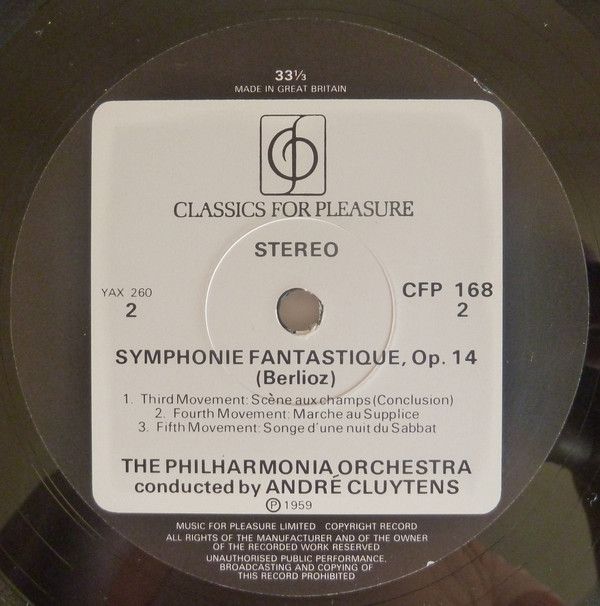 33⅓
MADE IN GREAT BRITAIN
CLASSICS FOR PLEASURE
STEREO
YAX 260
2
CFP 168
2
SYMPHONIE FANTASTIQUE, Op. 14
(Berlioz)
1. Third Movement: Scène aux champs (Conclusion)
2. Fourth Movement: Marche au Supplice
3. Fifth Movement: Songe d'une nuit du Sabbat
THE PHILHARMONIA ORCHESTRA
conducted by ANDRÉ CLUYTENS
℗ 1959
MUSIC FOR PLEASURE LIMITED COPYRIGHT RECORD
ALL RIGHTS OF THE MANUFACTURER AND OF THE OWNER
OF THE RECORDED WORK RESERVED
UNAUTHORISED PUBLIC PERFORMANCE,
BROADCASTING AND COPYING OF
THIS RECORD PROHIBITED